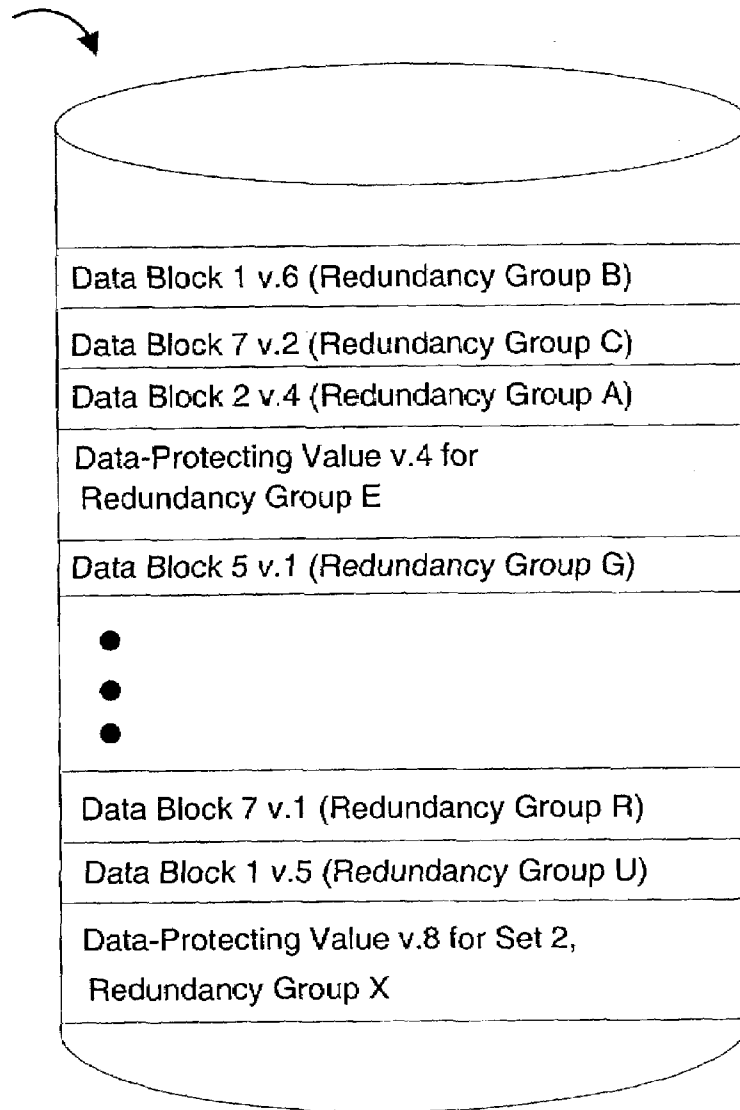 Data Block 1 v.6 (Redundancy Group B)
Data Block 7 v.2 (Redundancy Group C)
Data Block 2 v.4 (Redundancy Group A)
Data-Protecting Value v.4 for
Redundancy Group E
Data Block 5 v.1 (Redundancy Group G)
Data Block 7 v.1 (Redundancy Group R)
Data Block 1 v.5 (Redundancy Group U)
Data-Protecting Value v.8 for Set 2,
Redundancy Group X